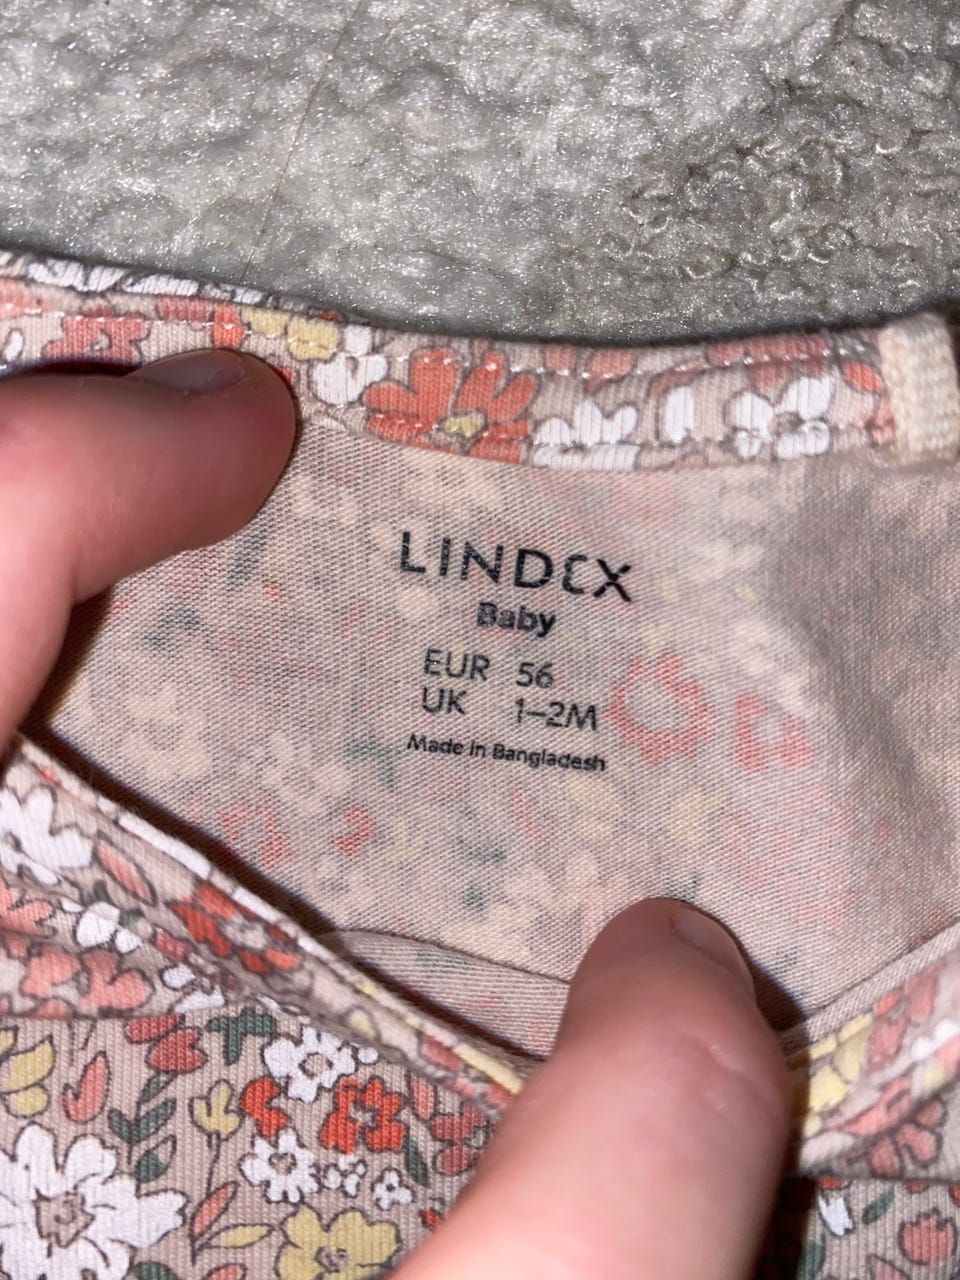 LINDEX
Baby
EUR 56
UK 1–2M
Made in Bangladesh